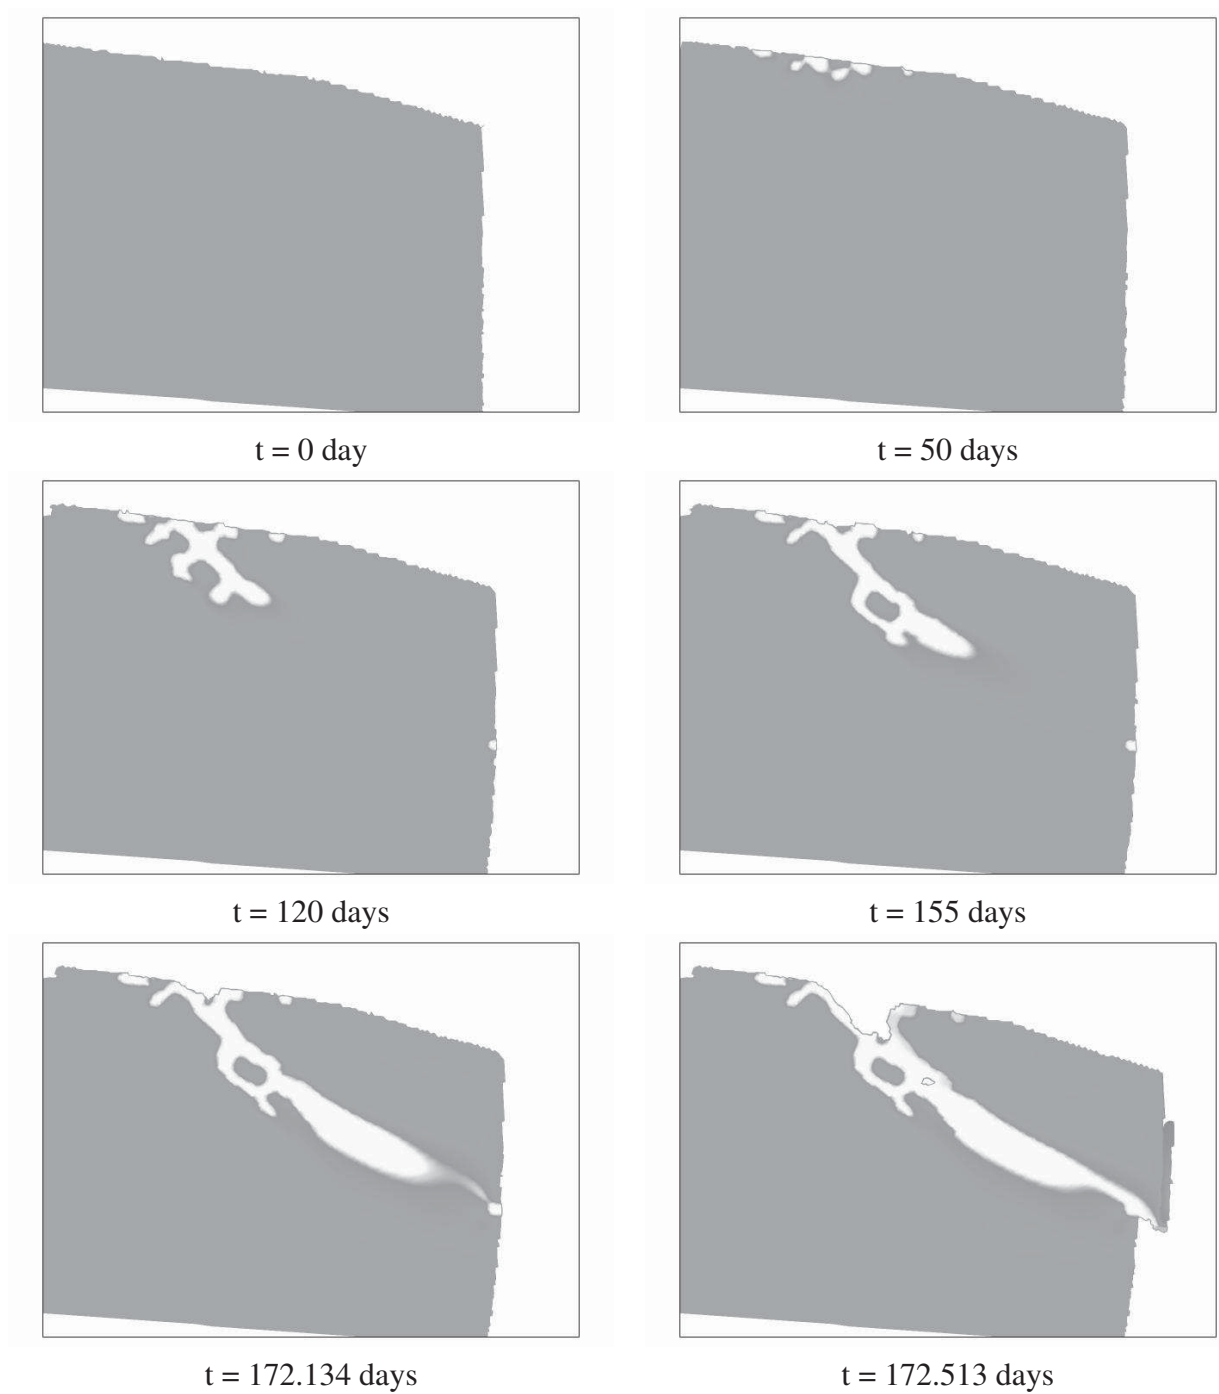 t = 0 day
t = 50 days
t = 120 days
t = 155 days
t = 172.134 days
t = 172.513 days